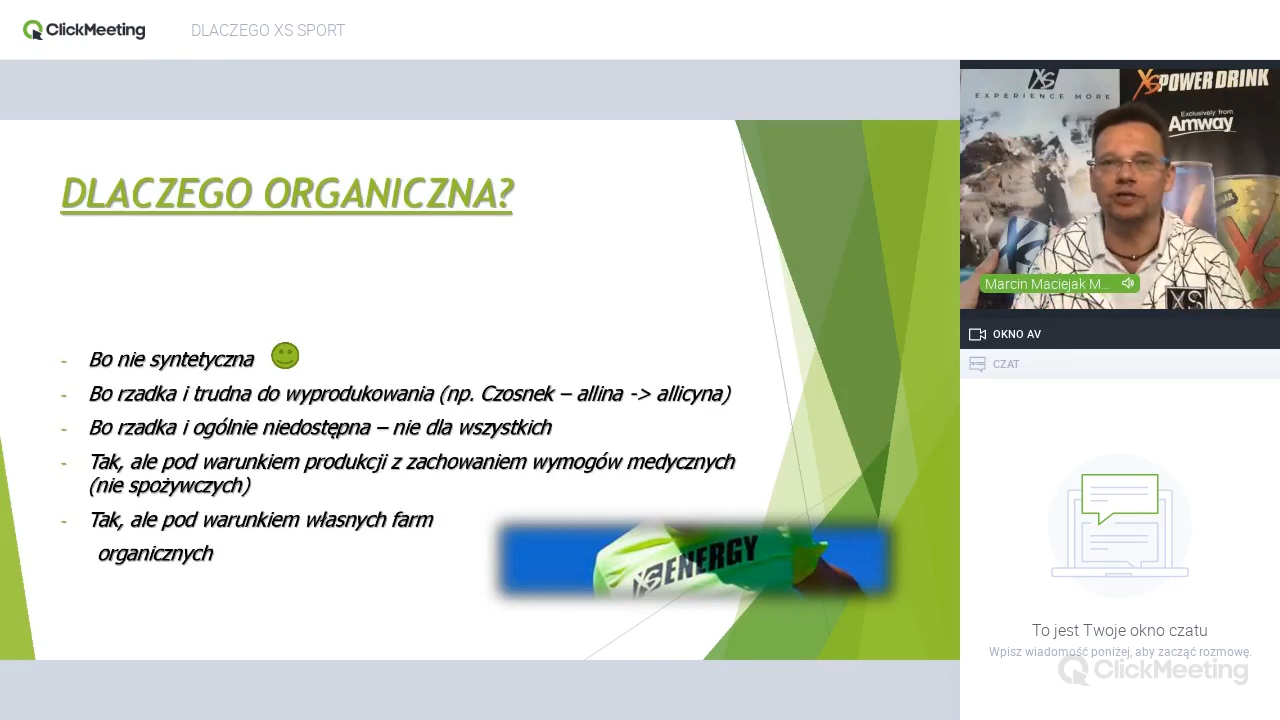 ClickMeeting
DLACZEGO XS SPORT
DLACZEGO ORGANICZNA?
- Bo nie syntetyczna
- Bo rzadka i trudna do wyprodukowania (np. Czosnek – allina -> allicyna)
- Bo rzadka i ogólnie niedostępna – nie dla wszystkich
- Tak, ale pod warunkiem produkcji z zachowaniem wymogów medycznych
(nie spożywczych)
- Tak, ale pod warunkiem własnych farm
organicznych
XS ENERGY
XS
EXPERIENCE MORE
XS POWER DRINK
Exclusively from
Amway
XS
XS
Marcin Maciejak M...
XS
OKNO AV
CZAT
To jest Twoje okno czatu
Wpisz wiadomość poniżej, aby zacząć rozmowę.
ClickMeeting